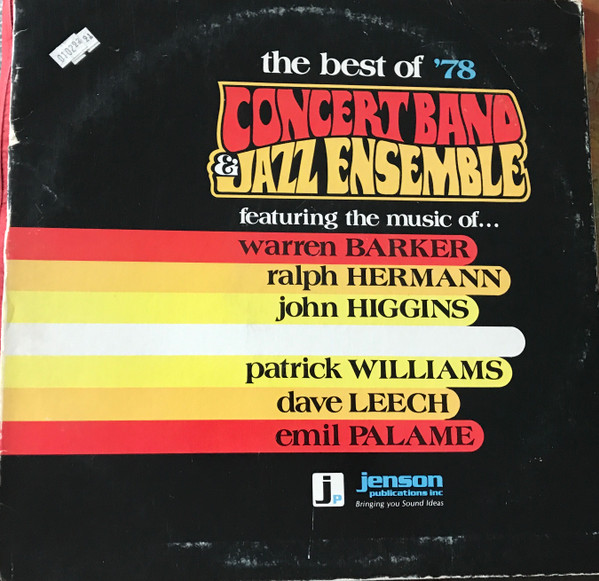 the best of '78
CONCERT BAND
& JAZZ ENSEMBLE
featuring the music of...
warren BARKER
ralph HERMANN
john HIGGINS
patrick WILLIAMS
dave LEECH
emil PALAME
jp jenson
publications inc
Bringing you Sound Ideas